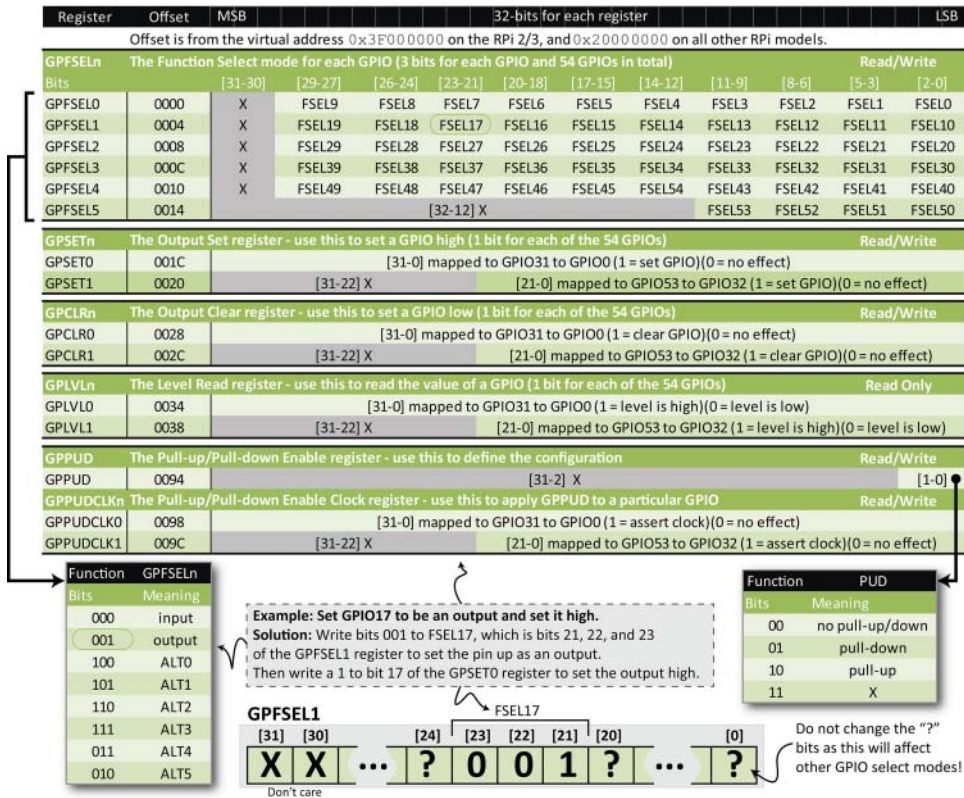 Register Offset MSB 32-bits for each register LSB
Offset is from the virtual address 0x3F000000 on the RPi 2/3, and 0x20000000 on all other RPi models.
GPFSELn The Function Select mode for each GPIO (3 bits for each GPIO and 54 GPIOs in total) Read/Write
Bits [31-30] [29-27] [26-24] [23-21] [20-18] [17-15] [14-12] [11-9] [8-6] [5-3] [2-0]
GPFSEL0 0000 X FSEL9 FSEL8 FSEL7 FSEL6 FSEL5 FSEL4 FSEL3 FSEL2 FSEL1 FSEL0
GPFSEL1 0004 X FSEL19 FSEL18 FSEL17 FSEL16 FSEL15 FSEL14 FSEL13 FSEL12 FSEL11 FSEL10
GPFSEL2 0008 X FSEL29 FSEL28 FSEL27 FSEL26 FSEL25 FSEL24 FSEL23 FSEL22 FSEL21 FSEL20
GPFSEL3 000C X FSEL39 FSEL38 FSEL37 FSEL36 FSEL35 FSEL34 FSEL33 FSEL32 FSEL31 FSEL30
GPFSEL4 0010 X FSEL49 FSEL48 FSEL47 FSEL46 FSEL45 FSEL54 FSEL43 FSEL42 FSEL41 FSEL40
GPFSEL5 0014 [32-12] X FSEL53 FSEL52 FSEL51 FSEL50
GPSETn The Output Set register - use this to set a GPIO high (1 bit for each of the 54 GPIOs) Read/Write
GPSET0 001C [31-0] mapped to GPIO31 to GPIO0 (1 = set GPIO)(0 = no effect)
GPSET1 0020 [31-22] X [21-0] mapped to GPIO53 to GPIO32 (1 = set GPIO)(0 = no effect)
GPCLRn The Output Clear register - use this to set a GPIO low (1 bit for each of the 54 GPIOs) Read/Write
GPCLR0 0028 [31-0] mapped to GPIO31 to GPIO0 (1 = clear GPIO)(0 = no effect)
GPCLR1 002C [31-22] X [21-0] mapped to GPIO53 to GPIO32 (1 = clear GPIO)(0 = no effect)
GPLVLn The Level Read register - use this to read the value of a GPIO (1 bit for each of the 54 GPIOs) Read Only
GPLVL0 0034 [31-0] mapped to GPIO31 to GPIO0 (1 = level is high)(0 = level is low)
GPLVL1 0038 [31-22] X [21-0] mapped to GPIO53 to GPIO32 (1 = level is high)(0 = level is low)
GPPUD The Pull-up/Pull-down Enable register - use this to define the configuration Read/Write
GPPUD 0094 [31-2] X [1-0]
GPPUDCLKn The Pull-up/Pull-down Enable Clock register - use this to apply GPPUD to a particular GPIO Read/Write
GPPUDCLK0 0098 [31-0] mapped to GPIO31 to GPIO0 (1 = assert clock)(0 = no effect)
GPPUDCLK1 009C [31-22] X [21-0] mapped to GPIO53 to GPIO32 (1 = assert clock)(0 = no effect)
Function GPFSELn
Bits Meaning
000 input
001 output
100 ALT0
101 ALT1
110 ALT2
111 ALT3
011 ALT4
010 ALT5
Example: Set GPIO17 to be an output and set it high.
Solution: Write bits 001 to FSEL17, which is bits 21, 22, and 23
of the GPFSEL1 register to set the pin up as an output.
Then write a 1 to bit 17 of the GPSET0 register to set the output high.
Function PUD
Bits Meaning
00 no pull-up/down
01 pull-down
10 pull-up
11 X
GPFSEL1 FSEL17
[31] [30] [24] [23] [22] [21] [20] [0]
X X ... ? 0 0 1 ? ... ?
Don't care
Do not change the "?"
bits as this will affect
other GPIO select modes!